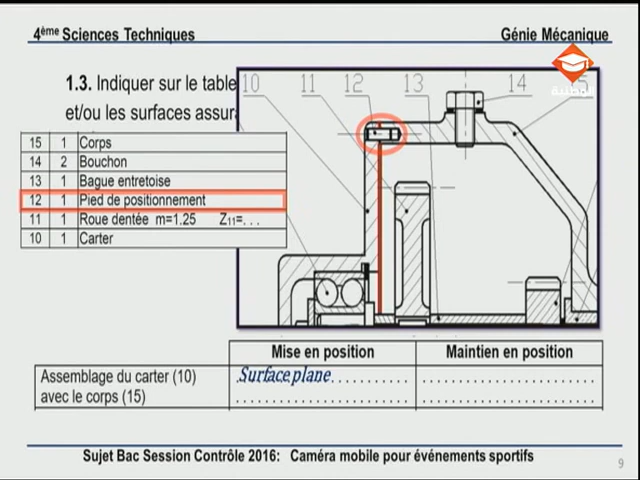 4ème Sciences Techniques
Génie Mécanique
الوطنية
1.3. Indiquer sur le table
et/ou les surfaces assura
10 11 12 13 14
15 1 Corps
14 2 Bouchon
13 1 Bague entretoise
12 1 Pied de positionnement
11 1 Roue dentée m=1.25 Z11=. . .
10 1 Carter
Mise en position
Maintien en position
Assemblage du carter (10)
avec le corps (15)
Surface plane
Sujet Bac Session Contrôle 2016: Caméra mobile pour événements sportifs
9